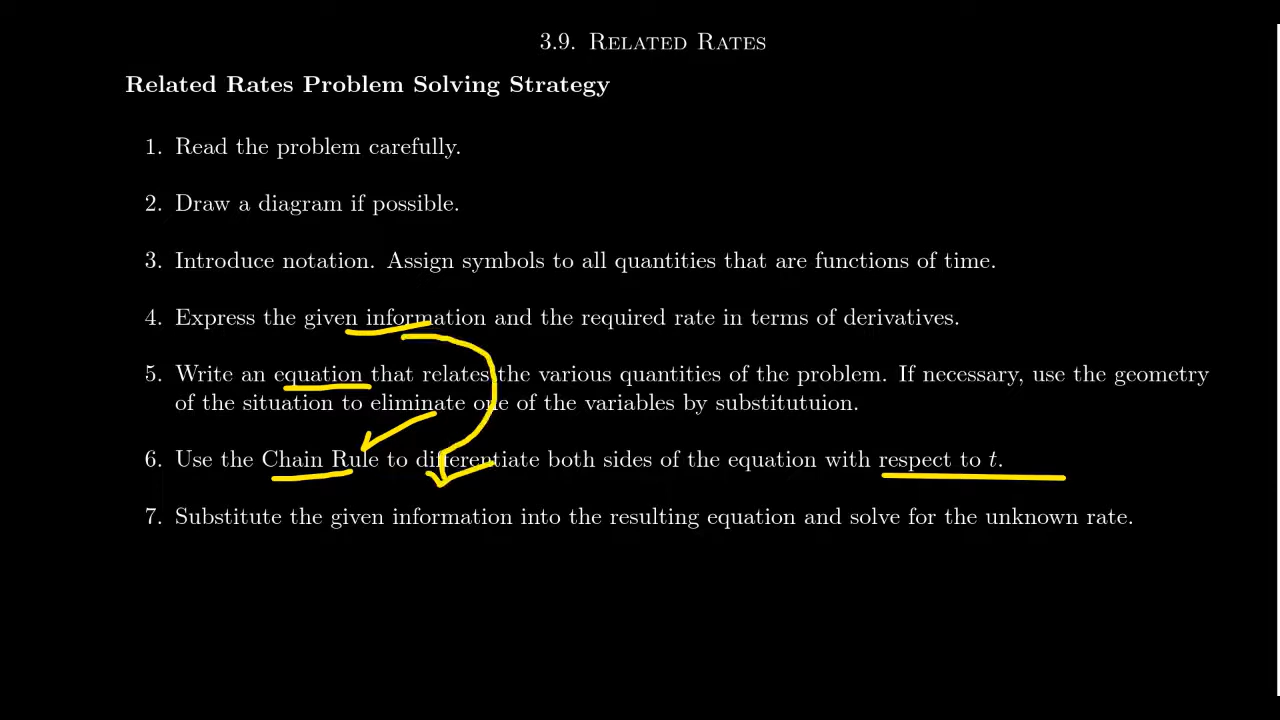 3.9. RELATED RATES
Related Rates Problem Solving Strategy
1. Read the problem carefully.
2. Draw a diagram if possible.
3. Introduce notation. Assign symbols to all quantities that are functions of time.
4. Express the given information and the required rate in terms of derivatives.
5. Write an equation that relates the various quantities of the problem. If necessary, use the geometry
of the situation to eliminate one of the variables by substitutuion.
6. Use the Chain Rule to differentiate both sides of the equation with respect to t.
7. Substitute the given information into the resulting equation and solve for the unknown rate.